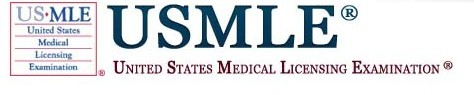 US•MLE
United States
Medical
Licensing
Examination
®
USMLE®
UNITED STATES MEDICAL LICENSING EXAMINATION ®